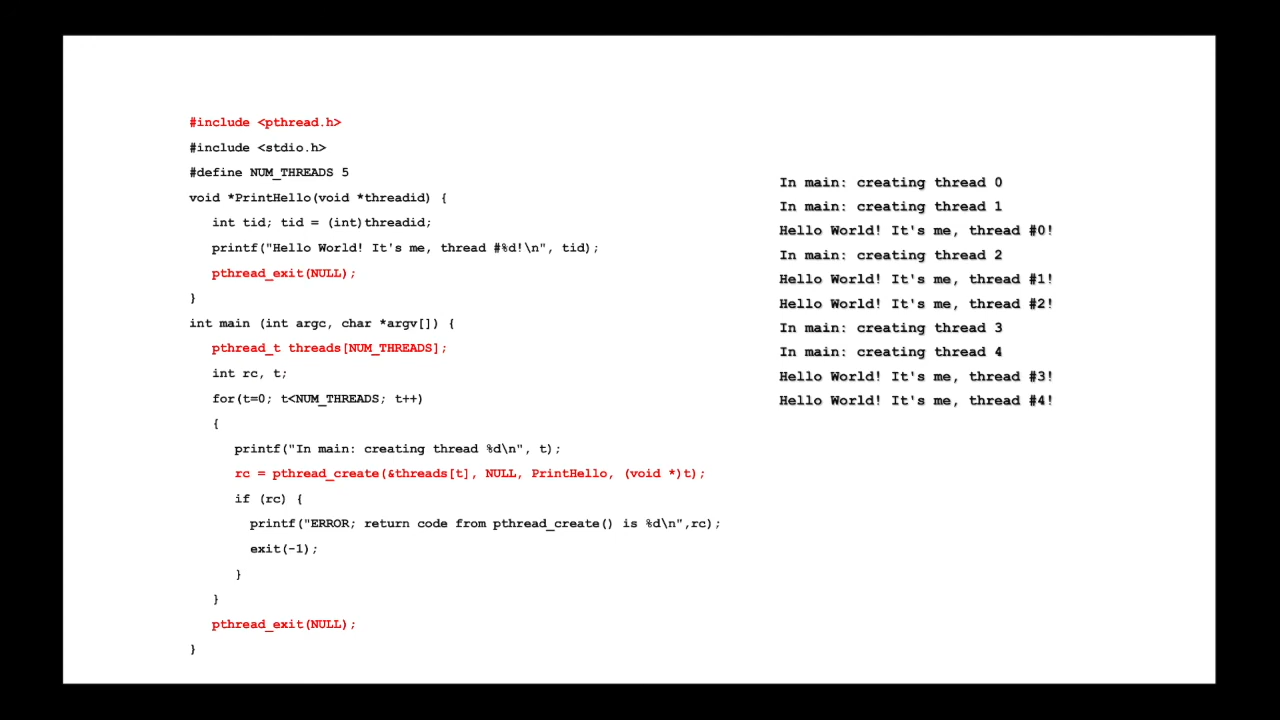 #include <pthread.h>
#include <stdio.h>
#define NUM_THREADS 5
void *PrintHello(void *threadid) {
int tid; tid = (int)threadid;
printf("Hello World! It's me, thread #%d!\n", tid);
pthread_exit(NULL);
}
int main (int argc, char *argv[]) {
pthread_t threads[NUM_THREADS];
int rc, t;
for(t=0; t<NUM_THREADS; t++)
{
printf("In main: creating thread %d\n", t);
rc = pthread_create(&threads[t], NULL, PrintHello, (void *)t);
if (rc) {
printf("ERROR; return code from pthread_create() is %d\n",rc);
exit(-1);
}
}
pthread_exit(NULL);
}
In main: creating thread 0
In main: creating thread 1
Hello World! It's me, thread #0!
In main: creating thread 2
Hello World! It's me, thread #1!
Hello World! It's me, thread #2!
In main: creating thread 3
In main: creating thread 4
Hello World! It's me, thread #3!
Hello World! It's me, thread #4!